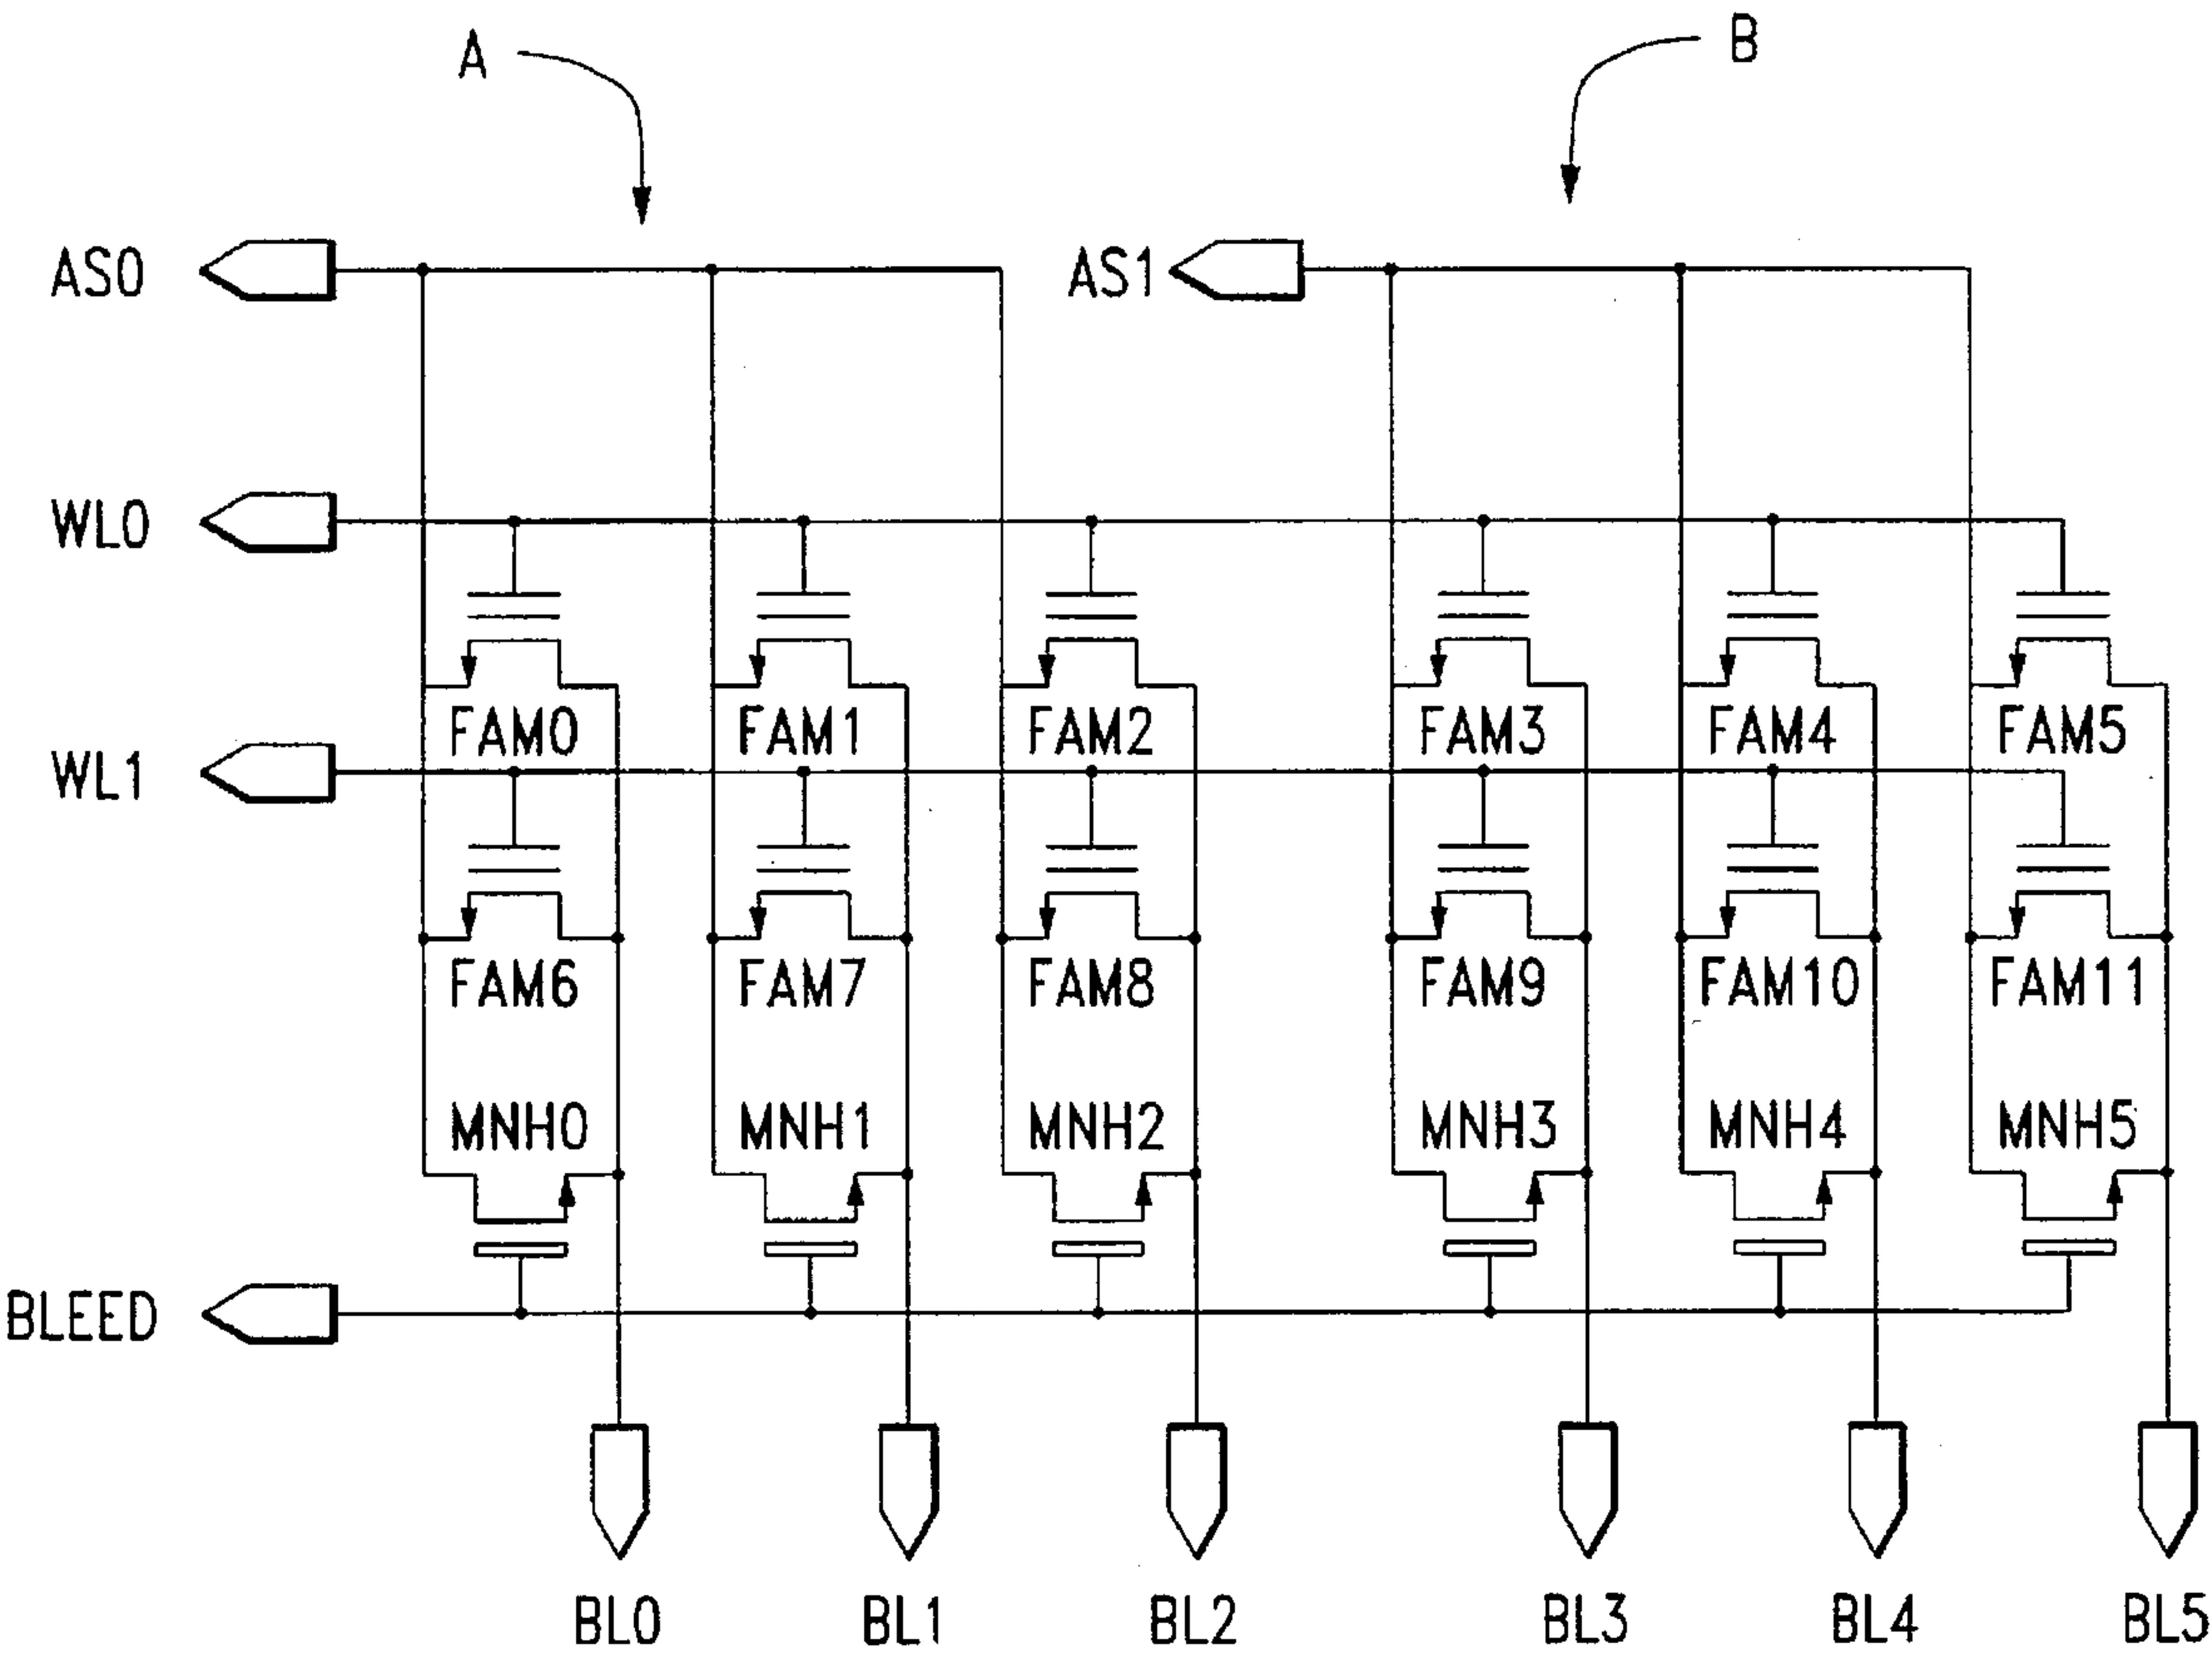 A B
AS0 AS1
WL0
FAM0 FAM1 FAM2 FAM3 FAM4 FAM5
WL1
FAM6 FAM7 FAM8 FAM9 FAM10 FAM11
MNH0 MNH1 MNH2 MNH3 MNH4 MNH5
BLEED
BL0 BL1 BL2 BL3 BL4 BL5